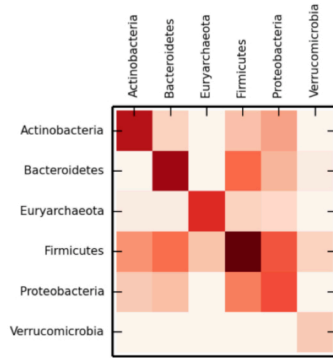 Actinobacteria
Bacteroidetes
Euryarchaeota
Firmicutes
Proteobacteria
Verrucomicrobia
Actinobacteria
Bacteroidetes
Euryarchaeota
Firmicutes
Proteobacteria
Verrucomicrobia